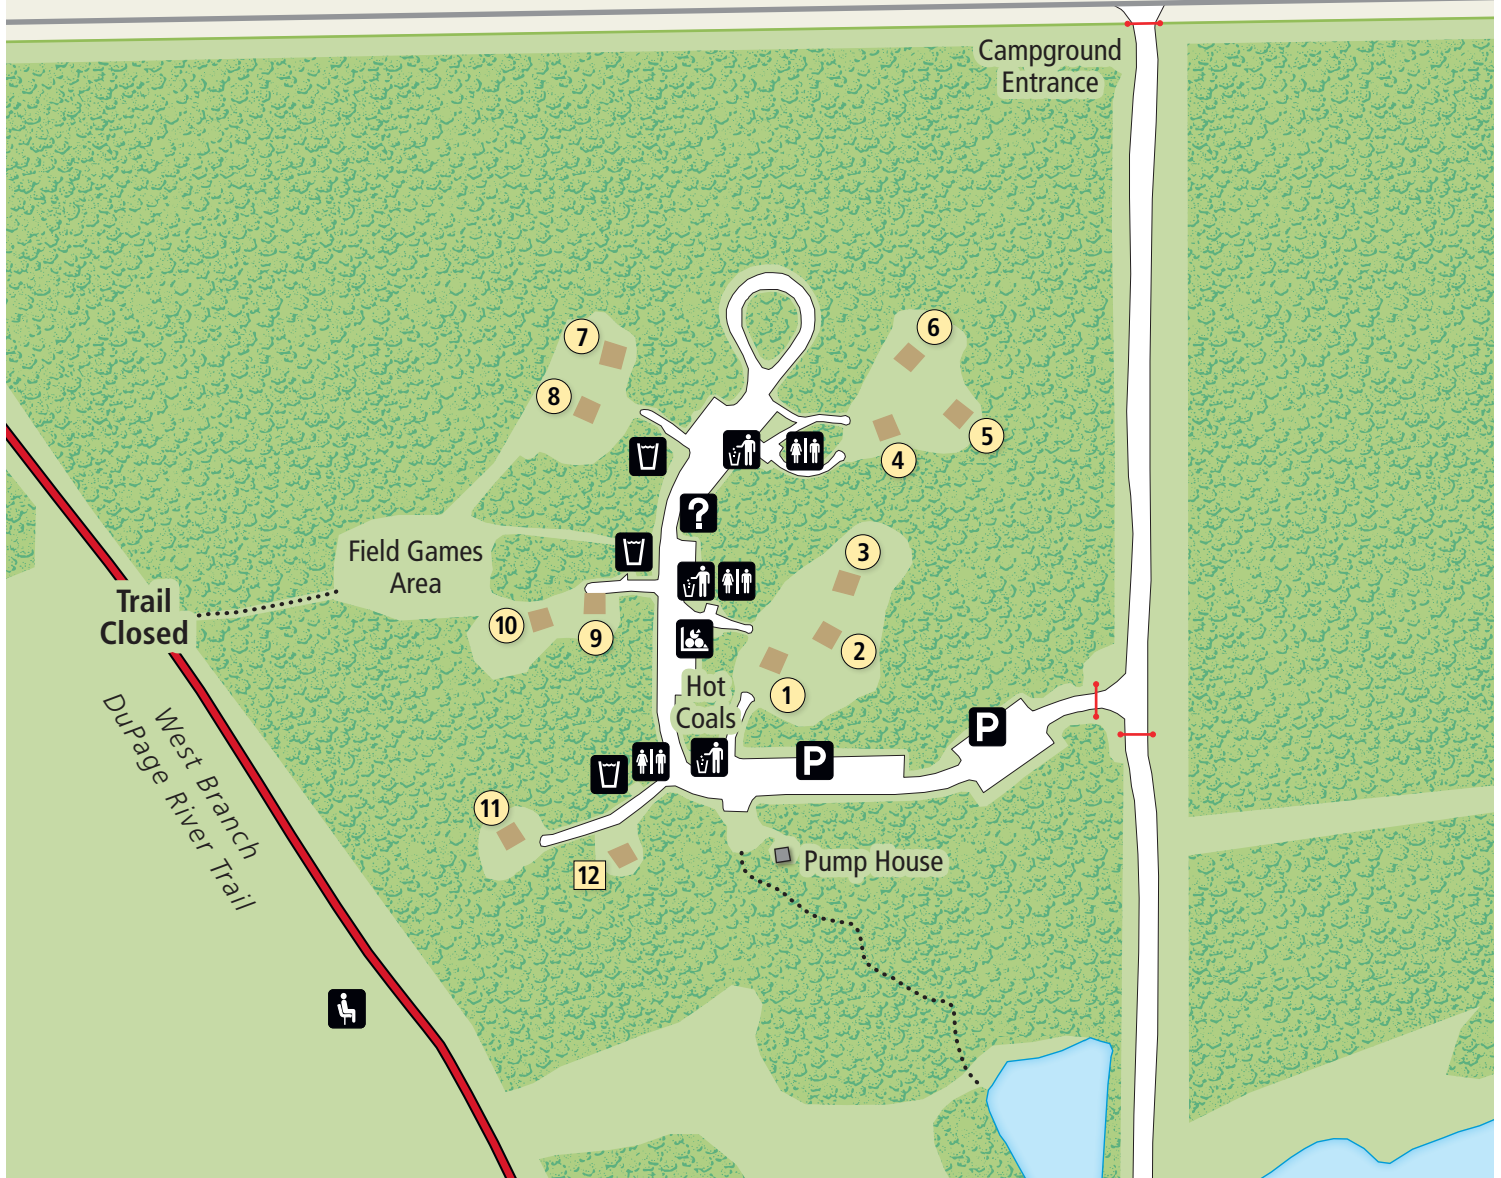 Campground
Entrance
7
6
8
5
4
?
3
Field Games
Area
Trail
Closed
10
9
2
1
Hot
Coals
P
P
West Branch
DuPage River Trail
11
12
Pump House